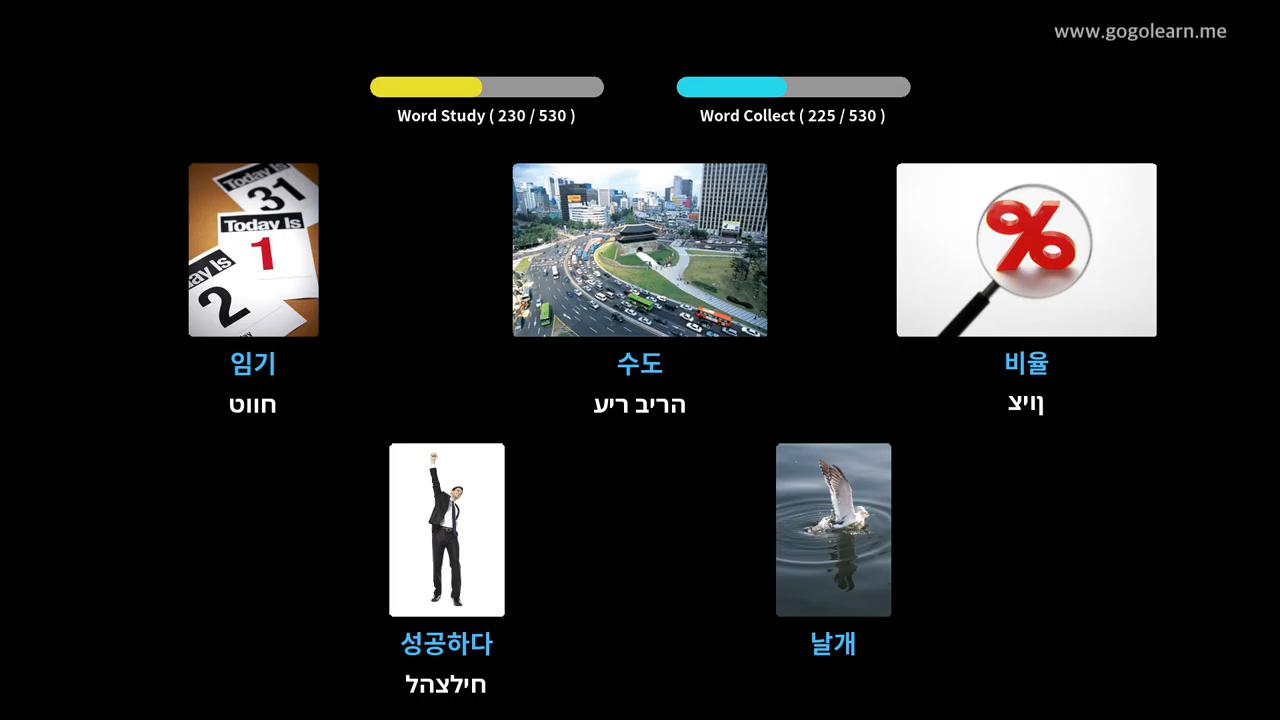 www.gogolearn.me
Word Study ( 230 / 530 )
Word Collect ( 225 / 530 )
Today Is
31
Today Is
1
ay Is
2
임기
חווט
수도
הריב ריע
%
비율
ןויצ
성공하다
חילצהל
날개